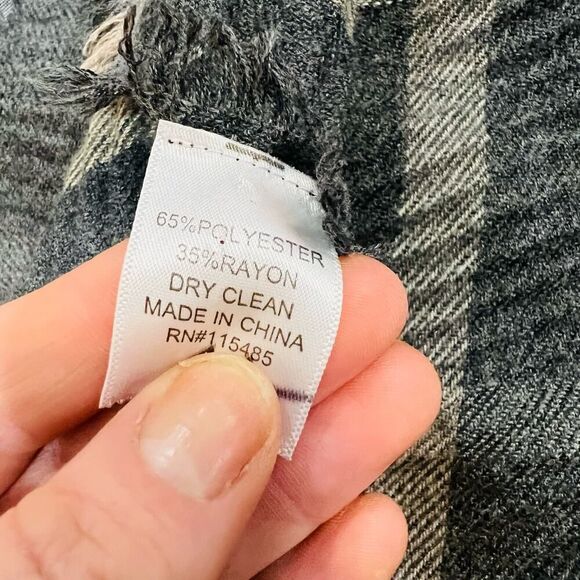 65%POLYESTER
35%RAYON
DRY CLEAN
MADE IN CHINA
RN#115485